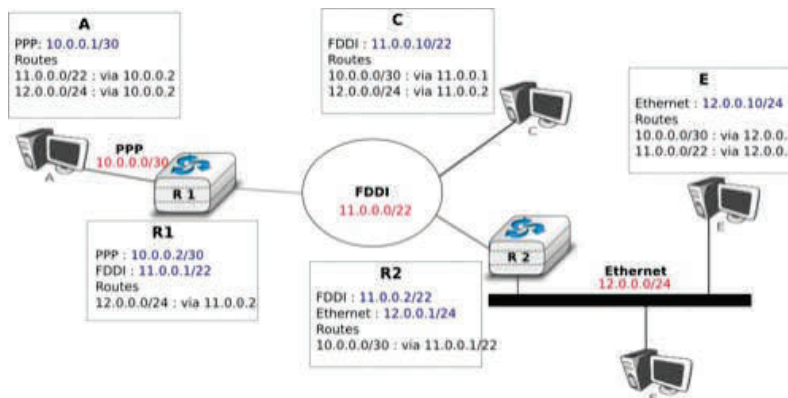 A
PPP: 10.0.0.1/30
Routes
11.0.0.0/22 : via 10.0.0.2
12.0.0.0/24 : via 10.0.0.2
C
FDDI : 11.0.0.10/22
Routes
10.0.0.0/30 : via 11.0.0.1
12.0.0.0/24 : via 11.0.0.2
E
Ethernet : 12.0.0.10/24
Routes
10.0.0.0/30 : via 12.0.0.
11.0.0.0/22 : via 12.0.0.
PPP
10.0.0.0/30
A
R 1
FDDI
11.0.0.0/22
C
R 2
E
Ethernet
12.0.0.0/24
R1
PPP : 10.0.0.2/30
FDDI : 11.0.0.1/22
Routes
12.0.0.0/24 : via 11.0.0.2
R2
FDDI : 11.0.0.2/22
Ethernet : 12.0.0.1/24
Routes
10.0.0.0/30 : via 11.0.0.1/22